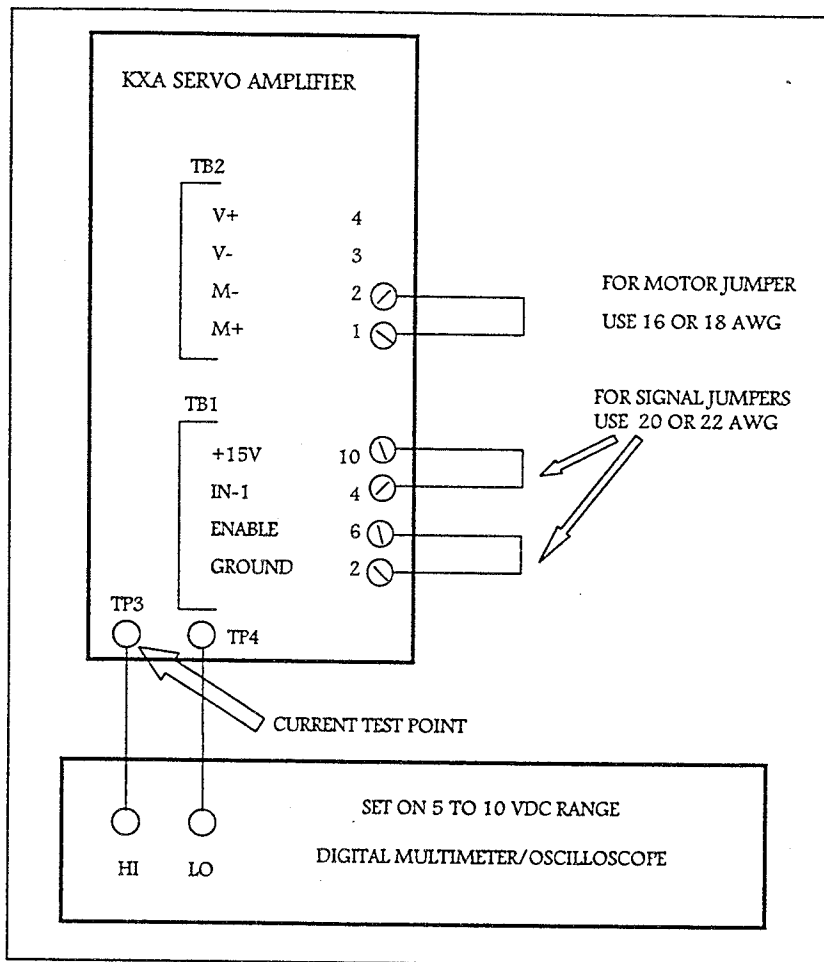 KXA SERVO AMPLIFIER
TB2
V+ 4
V- 3
M- 2
M+ 1
FOR MOTOR JUMPER
USE 16 OR 18 AWG
TB1
+15V 10
IN-1 4
ENABLE 6
GROUND 2
FOR SIGNAL JUMPERS
USE 20 OR 22 AWG
TP3
TP4
CURRENT TEST POINT
SET ON 5 TO 10 VDC RANGE
DIGITAL MULTIMETER/OSCILLOSCOPE
HI LO